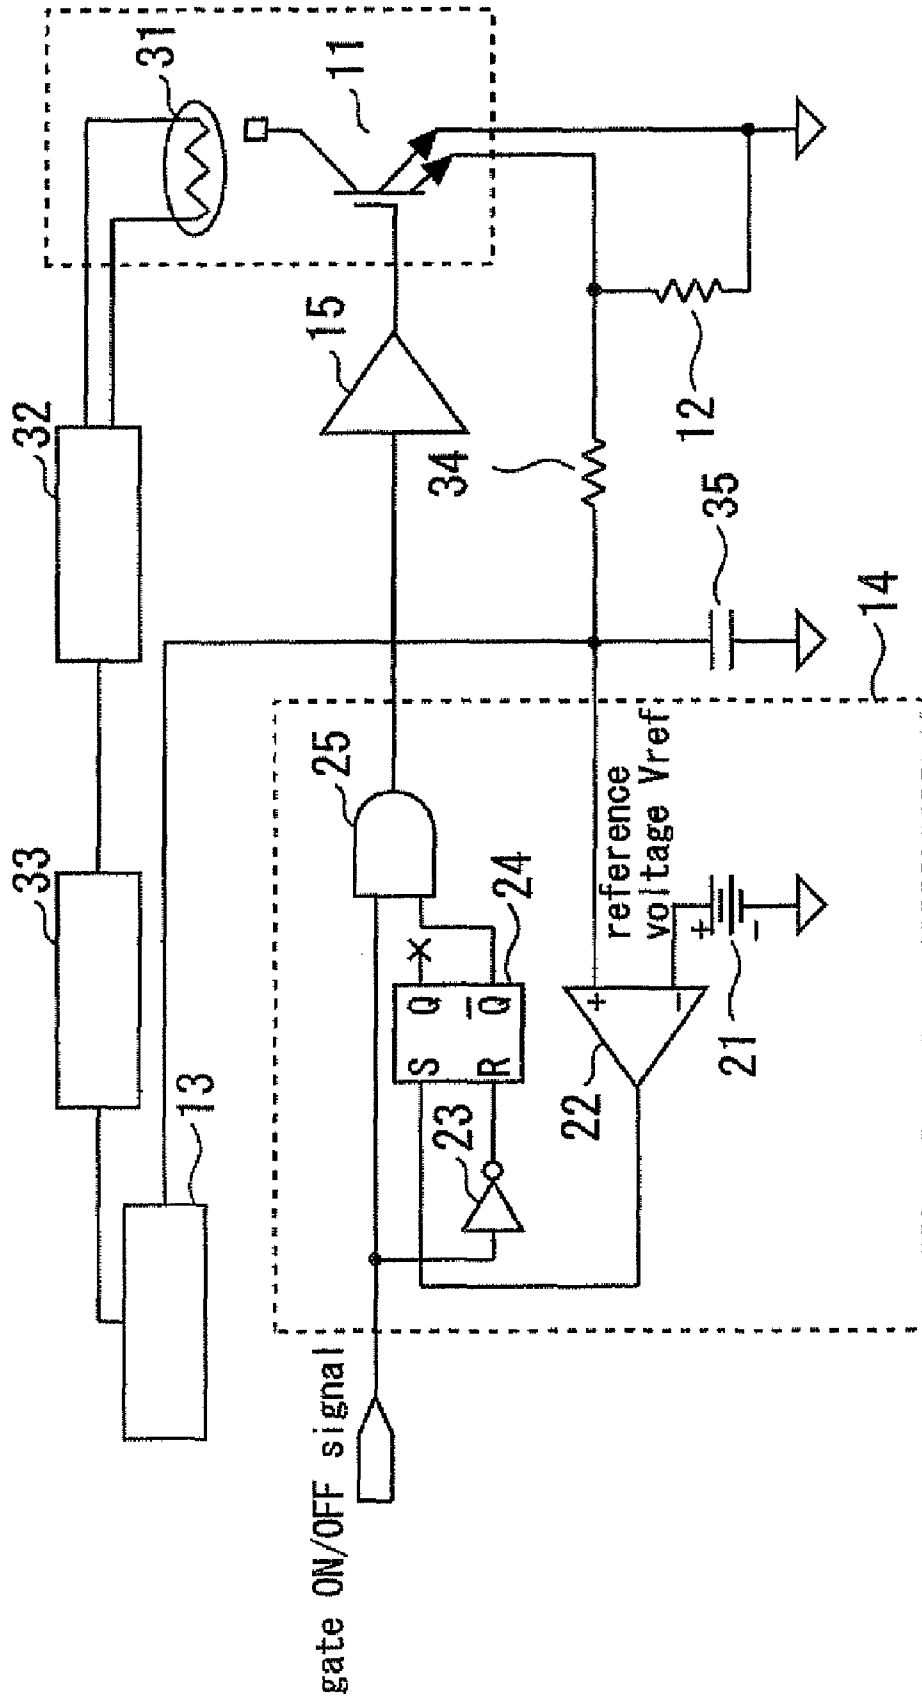 33
32
31
13
11
15
25
34
12
35
14
gate ON/OFF signal
23
S
Q
R
Q̅
24
reference
voltage Vref
22
+
−
21
+
−